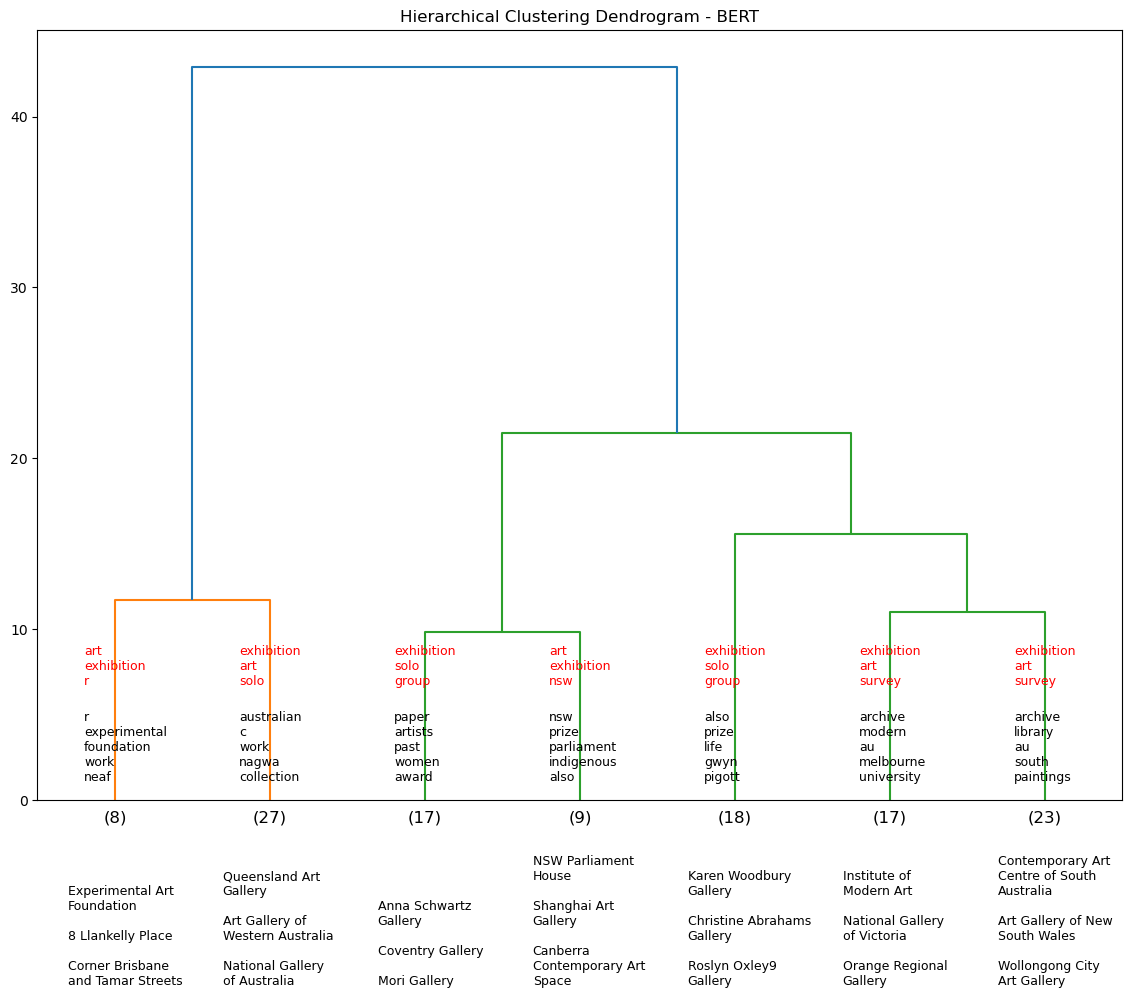 Hierarchical Clustering Dendrogram - BERT
40
30
20
10
0
art
exhibition
r
r
experimental
foundation
work
neaf
(8)
Experimental Art
Foundation
8 Llankelly Place
Corner Brisbane
and Tamar Streets
exhibition
art
solo
australian
c
work
nagwa
collection
(27)
Queensland Art
Gallery
Art Gallery of
Western Australia
National Gallery
of Australia
exhibition
solo
group
paper
artists
past
women
award
(17)
Anna Schwartz
Gallery
Coventry Gallery
Mori Gallery
art
exhibition
nsw
nsw
prize
parliament
indigenous
also
(9)
NSW Parliament
House
Shanghai Art
Gallery
Canberra
Contemporary Art
Space
exhibition
solo
group
also
prize
life
gwyn
pigott
(18)
Karen Woodbury
Gallery
Christine Abrahams
Gallery
Roslyn Oxley9
Gallery
exhibition
art
survey
archive
modern
au
melbourne
university
(17)
Institute of
Modern Art
National Gallery
of Victoria
Orange Regional
Gallery
exhibition
art
survey
archive
library
au
south
paintings
(23)
Contemporary Art
Centre of South
Australia
Art Gallery of New
South Wales
Wollongong City
Art Gallery